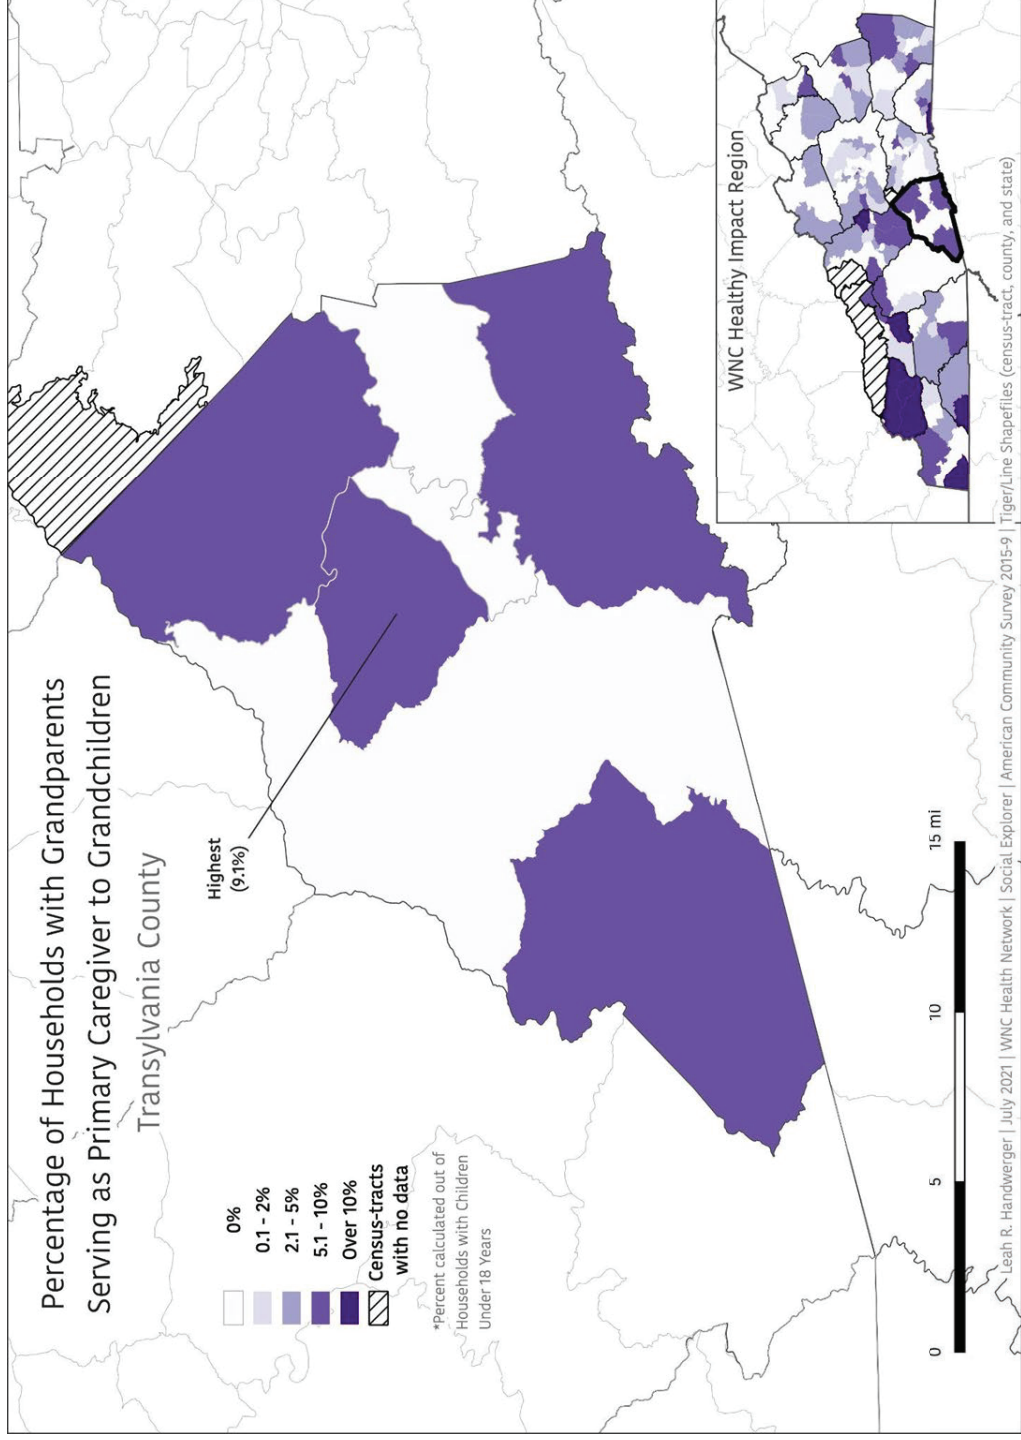 Percentage of Households with Grandparents
Serving as Primary Caregiver to Grandchildren
Transylvania County
Highest
(9.1%)
0%
0.1 - 2%
2.1 - 5%
5.1 - 10%
Over 10%
Census-tracts
with no data
*Percent calculated out of
Households with Children
Under 18 Years
WNC Healthy Impact Region
0 5 10 15 mi
Leah R. Handwerger | July 2021 | WNC Health Network | Social Explorer | American Community Survey 2015-9 | Tiger/Line Shapefiles (census-tract, county, and state)